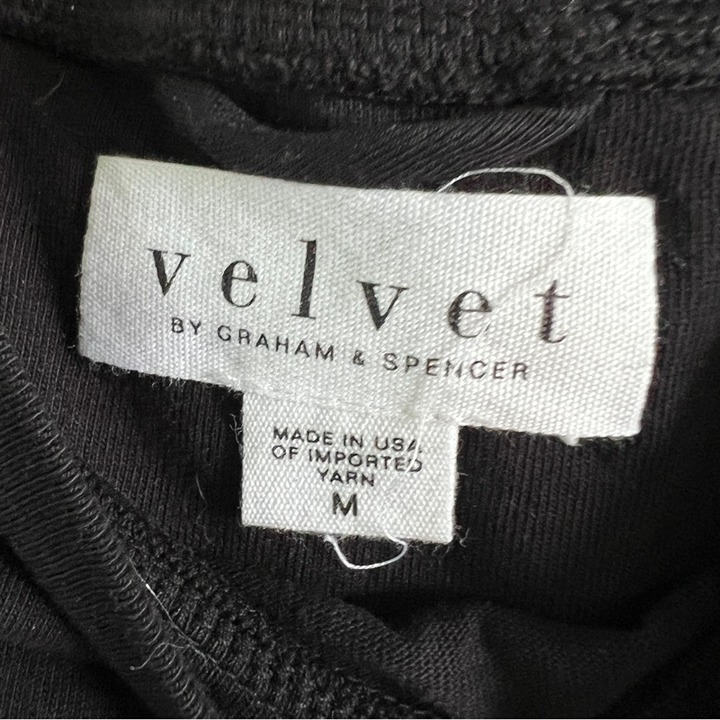 velvet
BY GRAHAM & SPENCER
MADE IN USA
OF IMPORTED
YARN
M